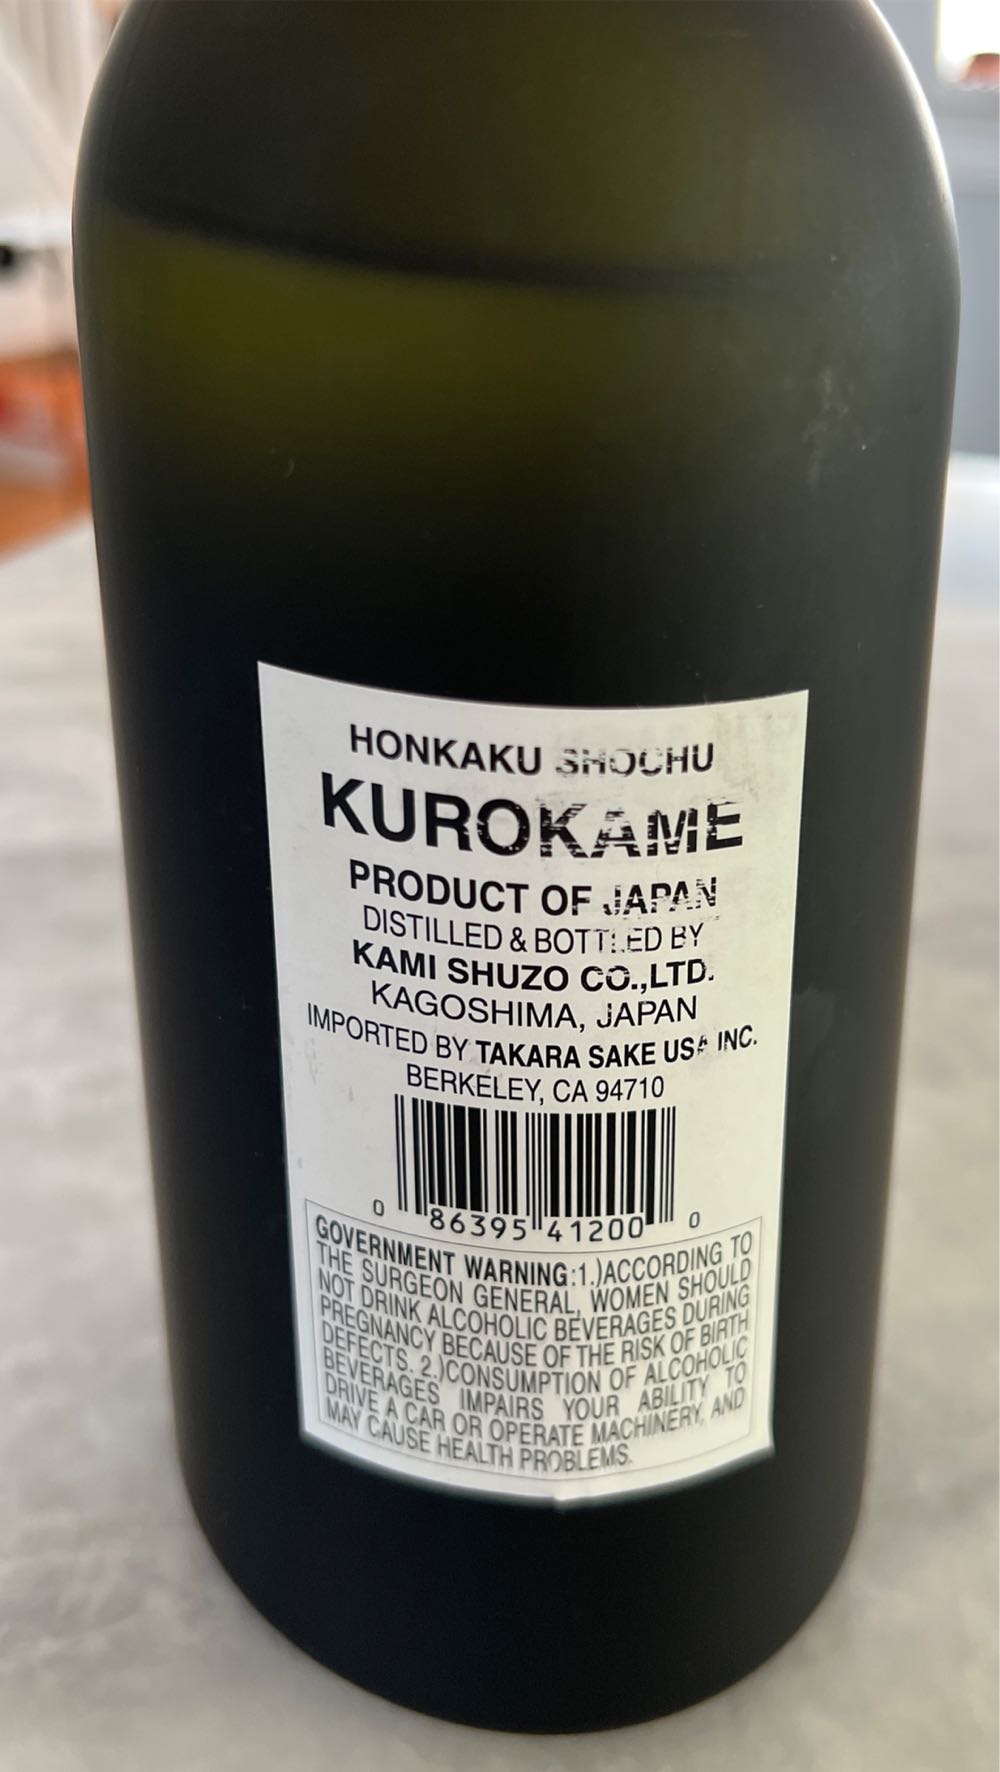 HONKAKU SHOCHU
KUROKAME
PRODUCT OF JAPAN
DISTILLED & BOTTLED BY
KAMI SHUZO CO.,LTD.
KAGOSHIMA, JAPAN
IMPORTED BY TAKARA SAKE USA INC.
BERKELEY, CA 94710
0 86395 41200 0
GOVERNMENT WARNING:1.)ACCORDING TO
THE SURGEON GENERAL, WOMEN SHOULD
NOT DRINK ALCOHOLIC BEVERAGES DURING
PREGNANCY BECAUSE OF THE RISK OF BIRTH
DEFECTS. 2.)CONSUMPTION OF ALCOHOLIC
BEVERAGES IMPAIRS YOUR ABILITY TO
DRIVE A CAR OR OPERATE MACHINERY, AND
MAY CAUSE HEALTH PROBLEMS.